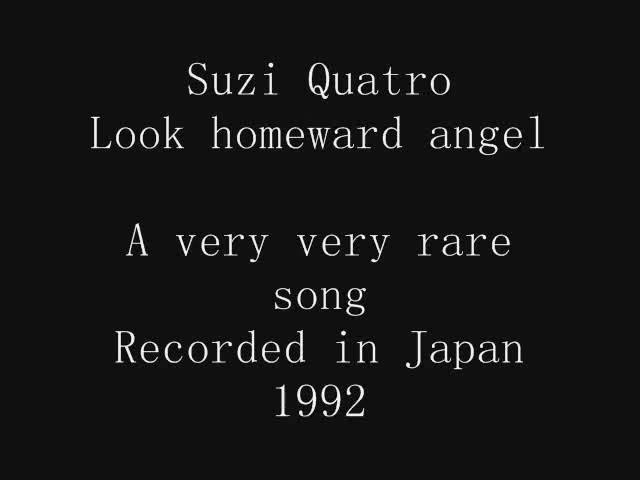 Suzi Quatro
Look homeward angel
A very very rare
song
Recorded in Japan
1992